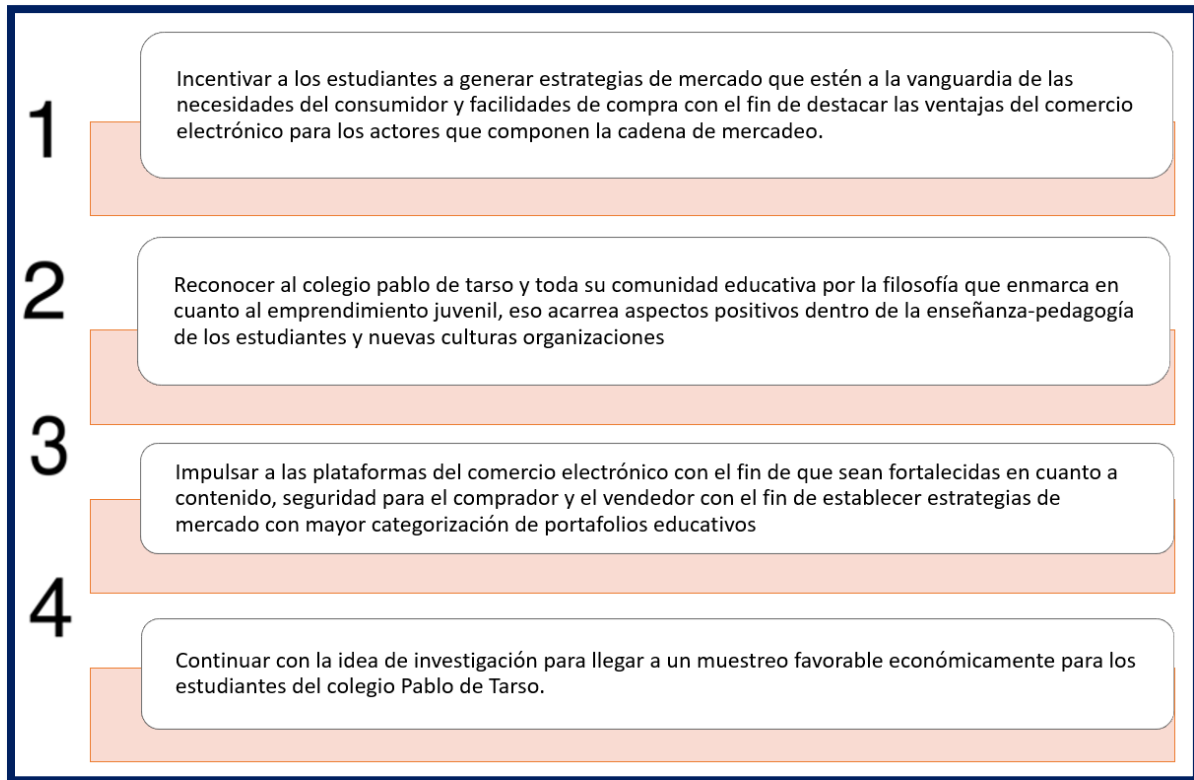 1
Incentivar a los estudiantes a generar estrategias de mercado que estén a la vanguardia de las
necesidades del consumidor y facilidades de compra con el fin de destacar las ventajas del comercio
electrónico para los actores que componen la cadena de mercadeo.
2
Reconocer al colegio pablo de tarso y toda su comunidad educativa por la filosofía que enmarca en
cuanto al emprendimiento juvenil, eso acarrea aspectos positivos dentro de la enseñanza-pedagogía
de los estudiantes y nuevas culturas organizaciones
3
Impulsar a las plataformas del comercio electrónico con el fin de que sean fortalecidas en cuanto a
contenido, seguridad para el comprador y el vendedor con el fin de establecer estrategias de
mercado con mayor categorización de portafolios educativos
4
Continuar con la idea de investigación para llegar a un muestreo favorable económicamente para los
estudiantes del colegio Pablo de Tarso.